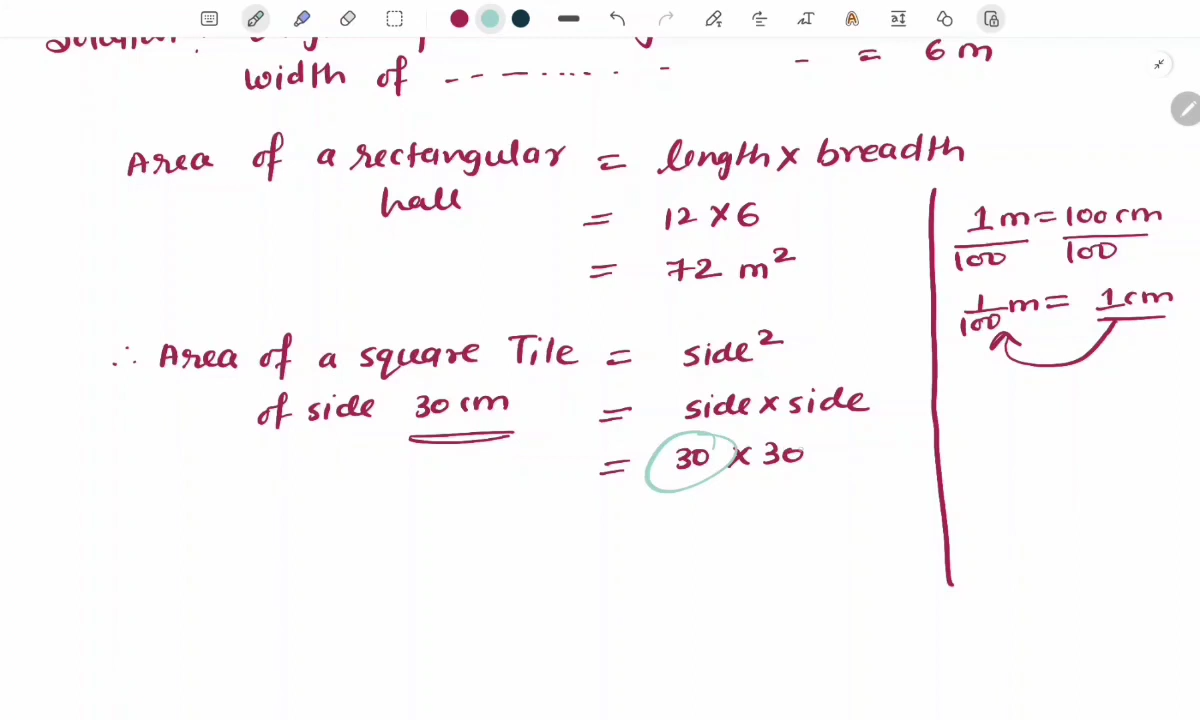 width of - - - - ..... . - - = 6 m
Area of a rectangular = length x breadth
hall
= 12 x 6
= 72 m²
1 m = 100 cm
100 100
1/100 m = 1 cm
∴ Area of a square Tile = side²
of side 30 cm = side x side
= 30 x 30